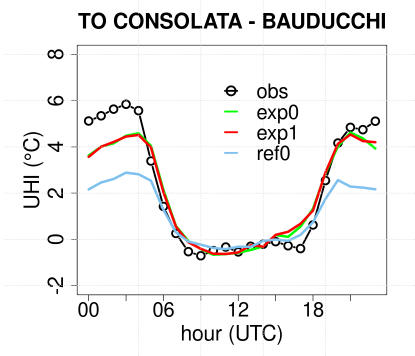 TO CONSOLATA - BAUDUCCHI
8
6
4
2
0
-2
UHI (°C)
obs
exp0
exp1
ref0
00 06 12 18
hour (UTC)